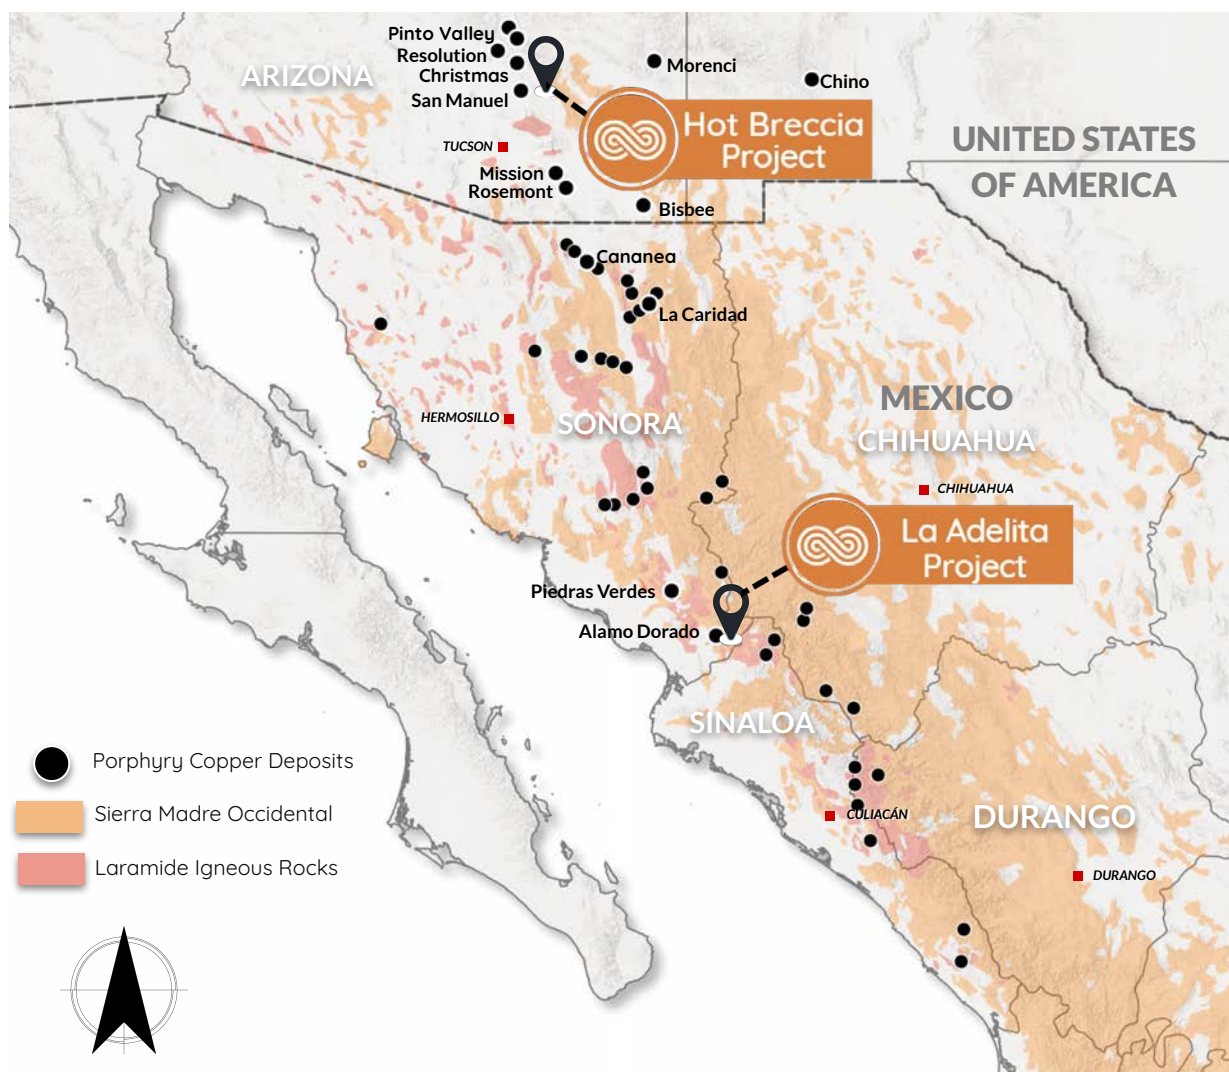 Pinto Valley
Resolution
Christmas
San Manuel
ARIZONA
Morenci
Chino
Hot Breccia
Project
UNITED STATES
OF AMERICA
TUCSON
Mission
Rosemont
Bisbee
Cananea
La Caridad
HERMOSILLO
SONORA
MEXICO
CHIHUAHUA
CHIHUAHUA
La Adelita
Project
Piedras Verdes
Alamo Dorado
SINALOA
Porphyry Copper Deposits
Sierra Madre Occidental
Laramide Igneous Rocks
CULIACÁN
DURANGO
DURANGO